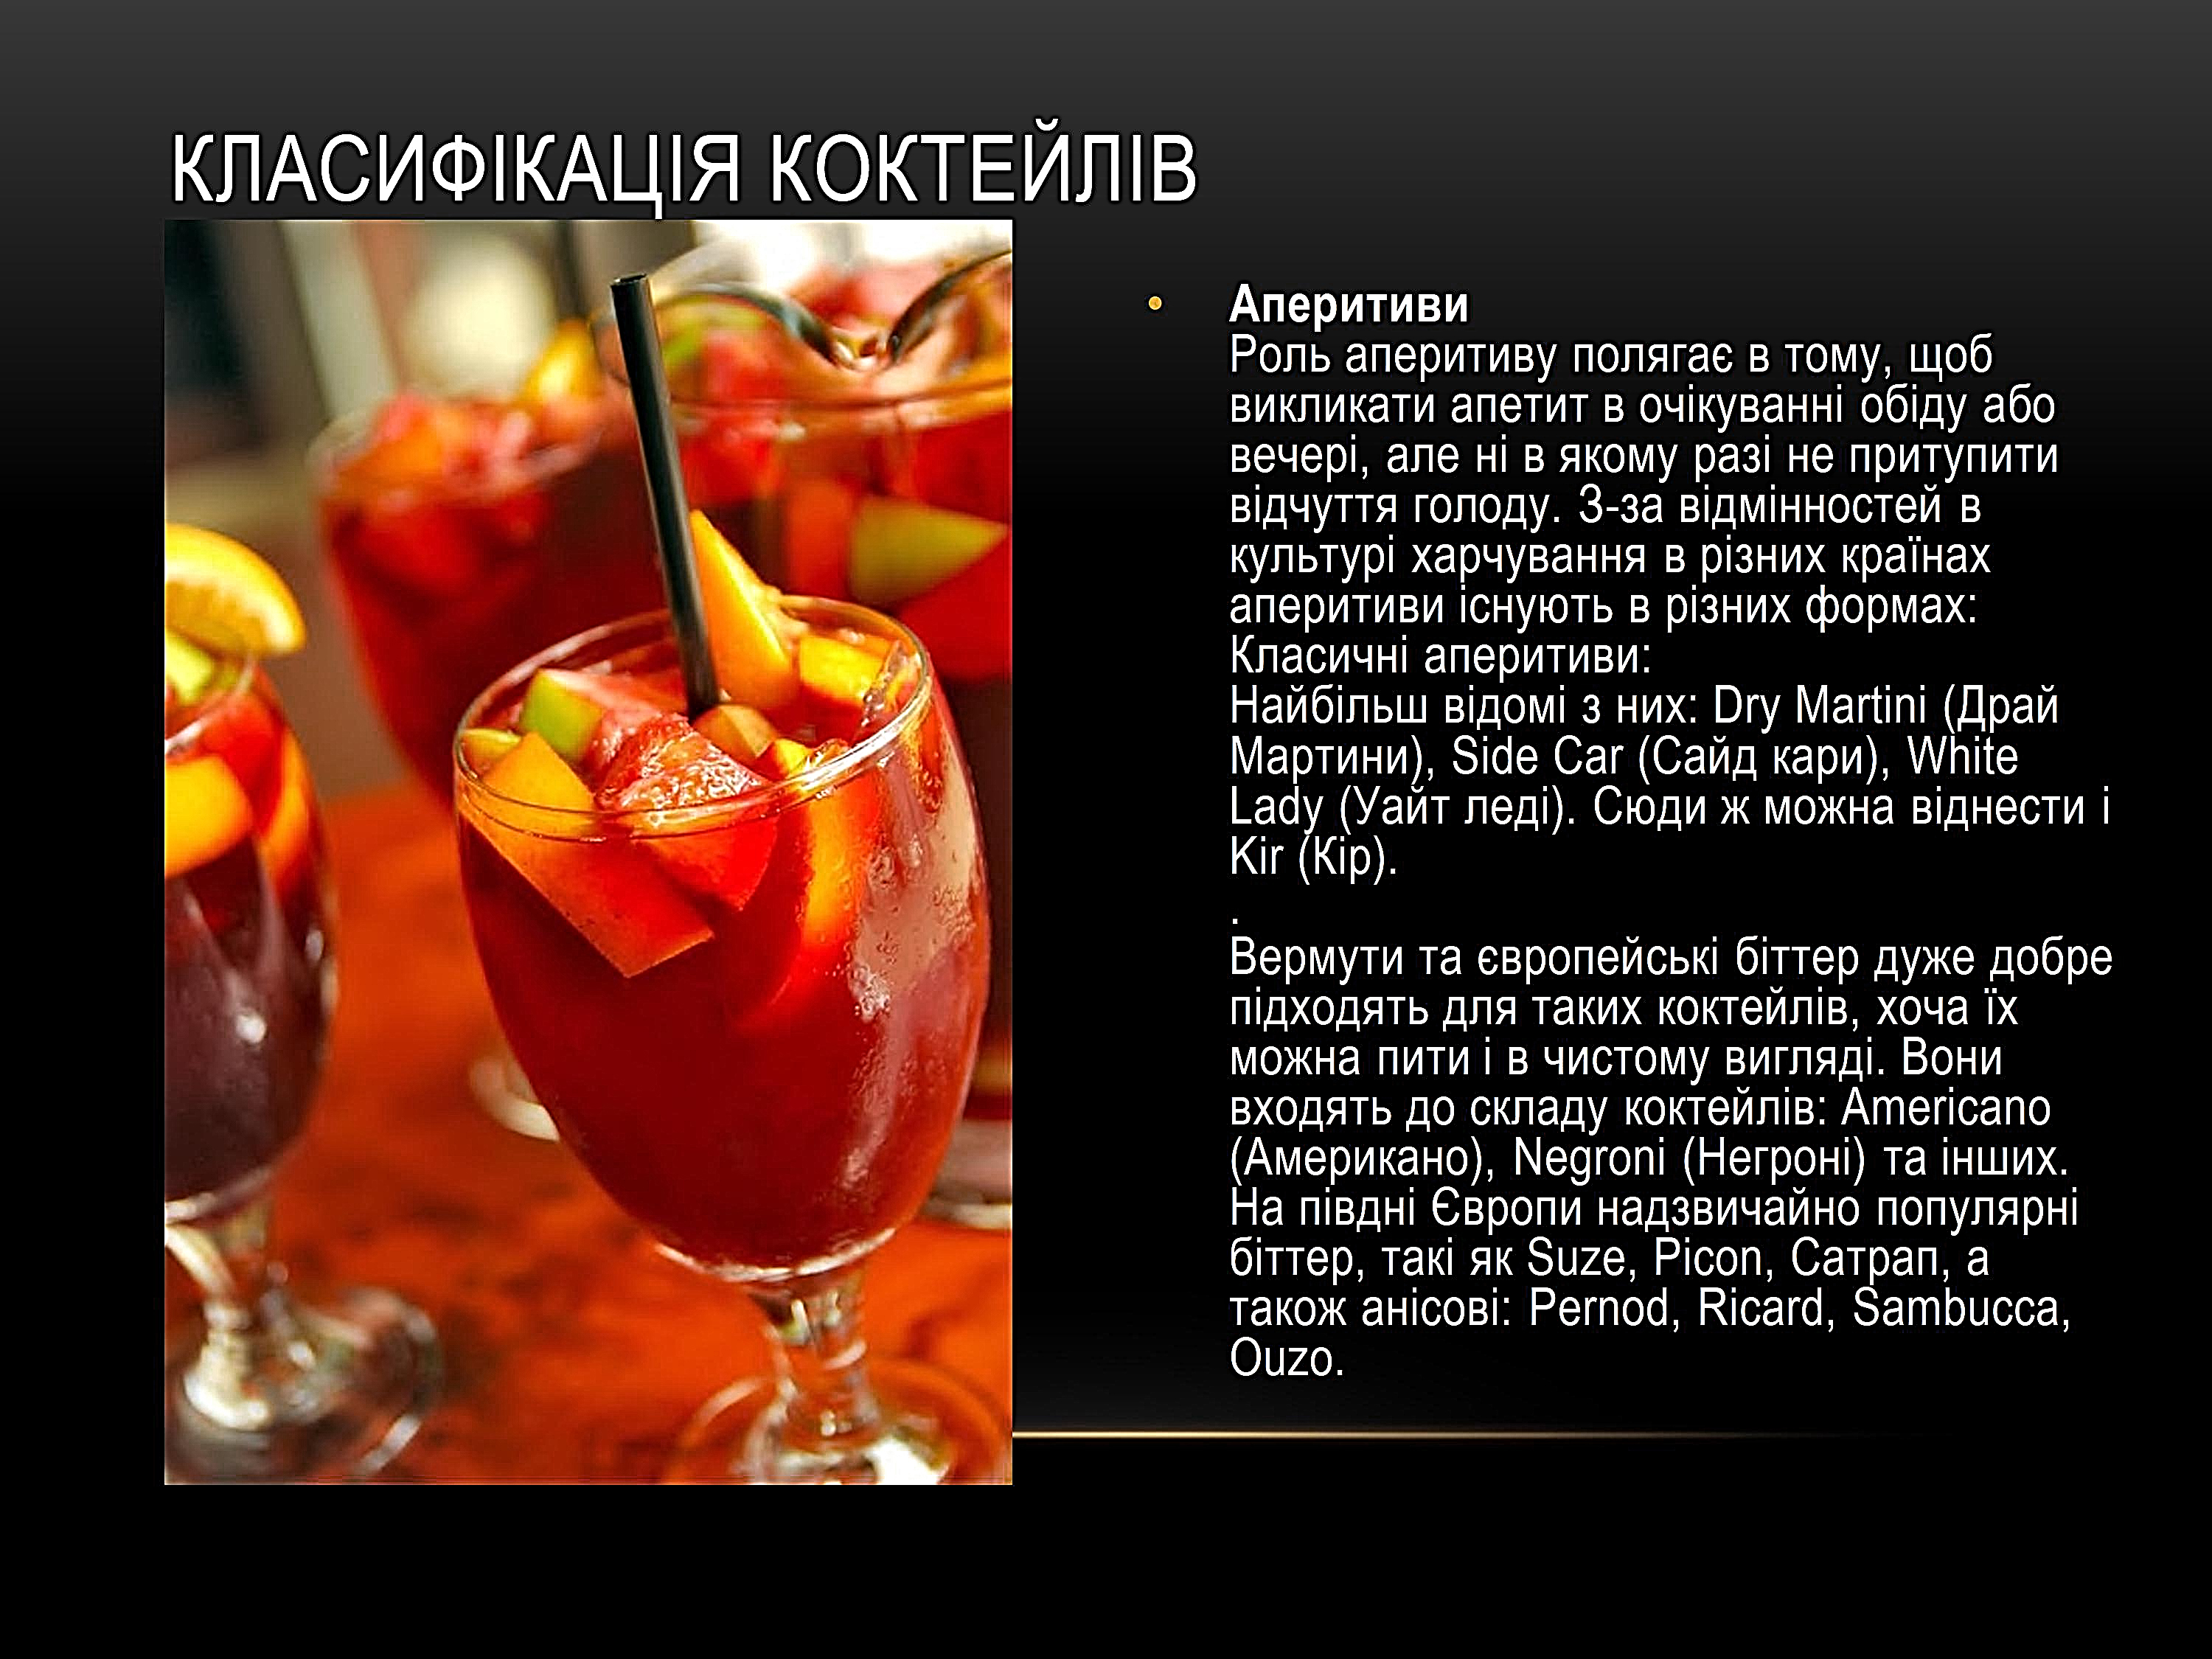 КЛАСИФІКАЦІЯ КОКТЕЙЛІВ
• Аперитиви
Роль аперитиву полягає в тому, щоб
викликати апетит в очікуванні обіду або
вечері, але ні в якому разі не притупити
відчуття голоду. З-за відмінностей в
культурі харчування в різних країнах
аперитиви існують в різних формах:
Класичні аперитиви:
Найбільш відомі з них: Dry Martini (Драй
Мартини), Side Car (Сайд кари), White
Lady (Уайт леді). Сюди ж можна віднести і
Kir (Кір).
.
Вермути та європейські біттер дуже добре
підходять для таких коктейлів, хоча їх
можна пити і в чистому вигляді. Вони
входять до складу коктейлів: Americano
(Американо), Negroni (Негроні) та інших.
На півдні Європи надзвичайно популярні
біттер, такі як Suze, Picon, Сатрап, а
також анісові: Pernod, Ricard, Sambucca,
Ouzo.